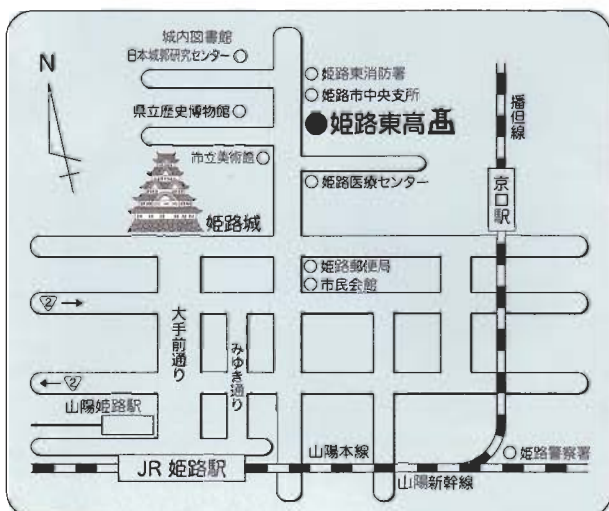 城内図書館
日本城郭研究センター
N
姫路東消防署
姫路市中央支所
県立歴史博物館
姫路東高
播但線
市立美術館
姫路医療センター
京口駅
姫路城
姫路郵便局
市民会館
2
大手前通り
みゆき通り
2
山陽姫路駅
山陽本線
姫路警察署
JR 姫路駅
山陽新幹線